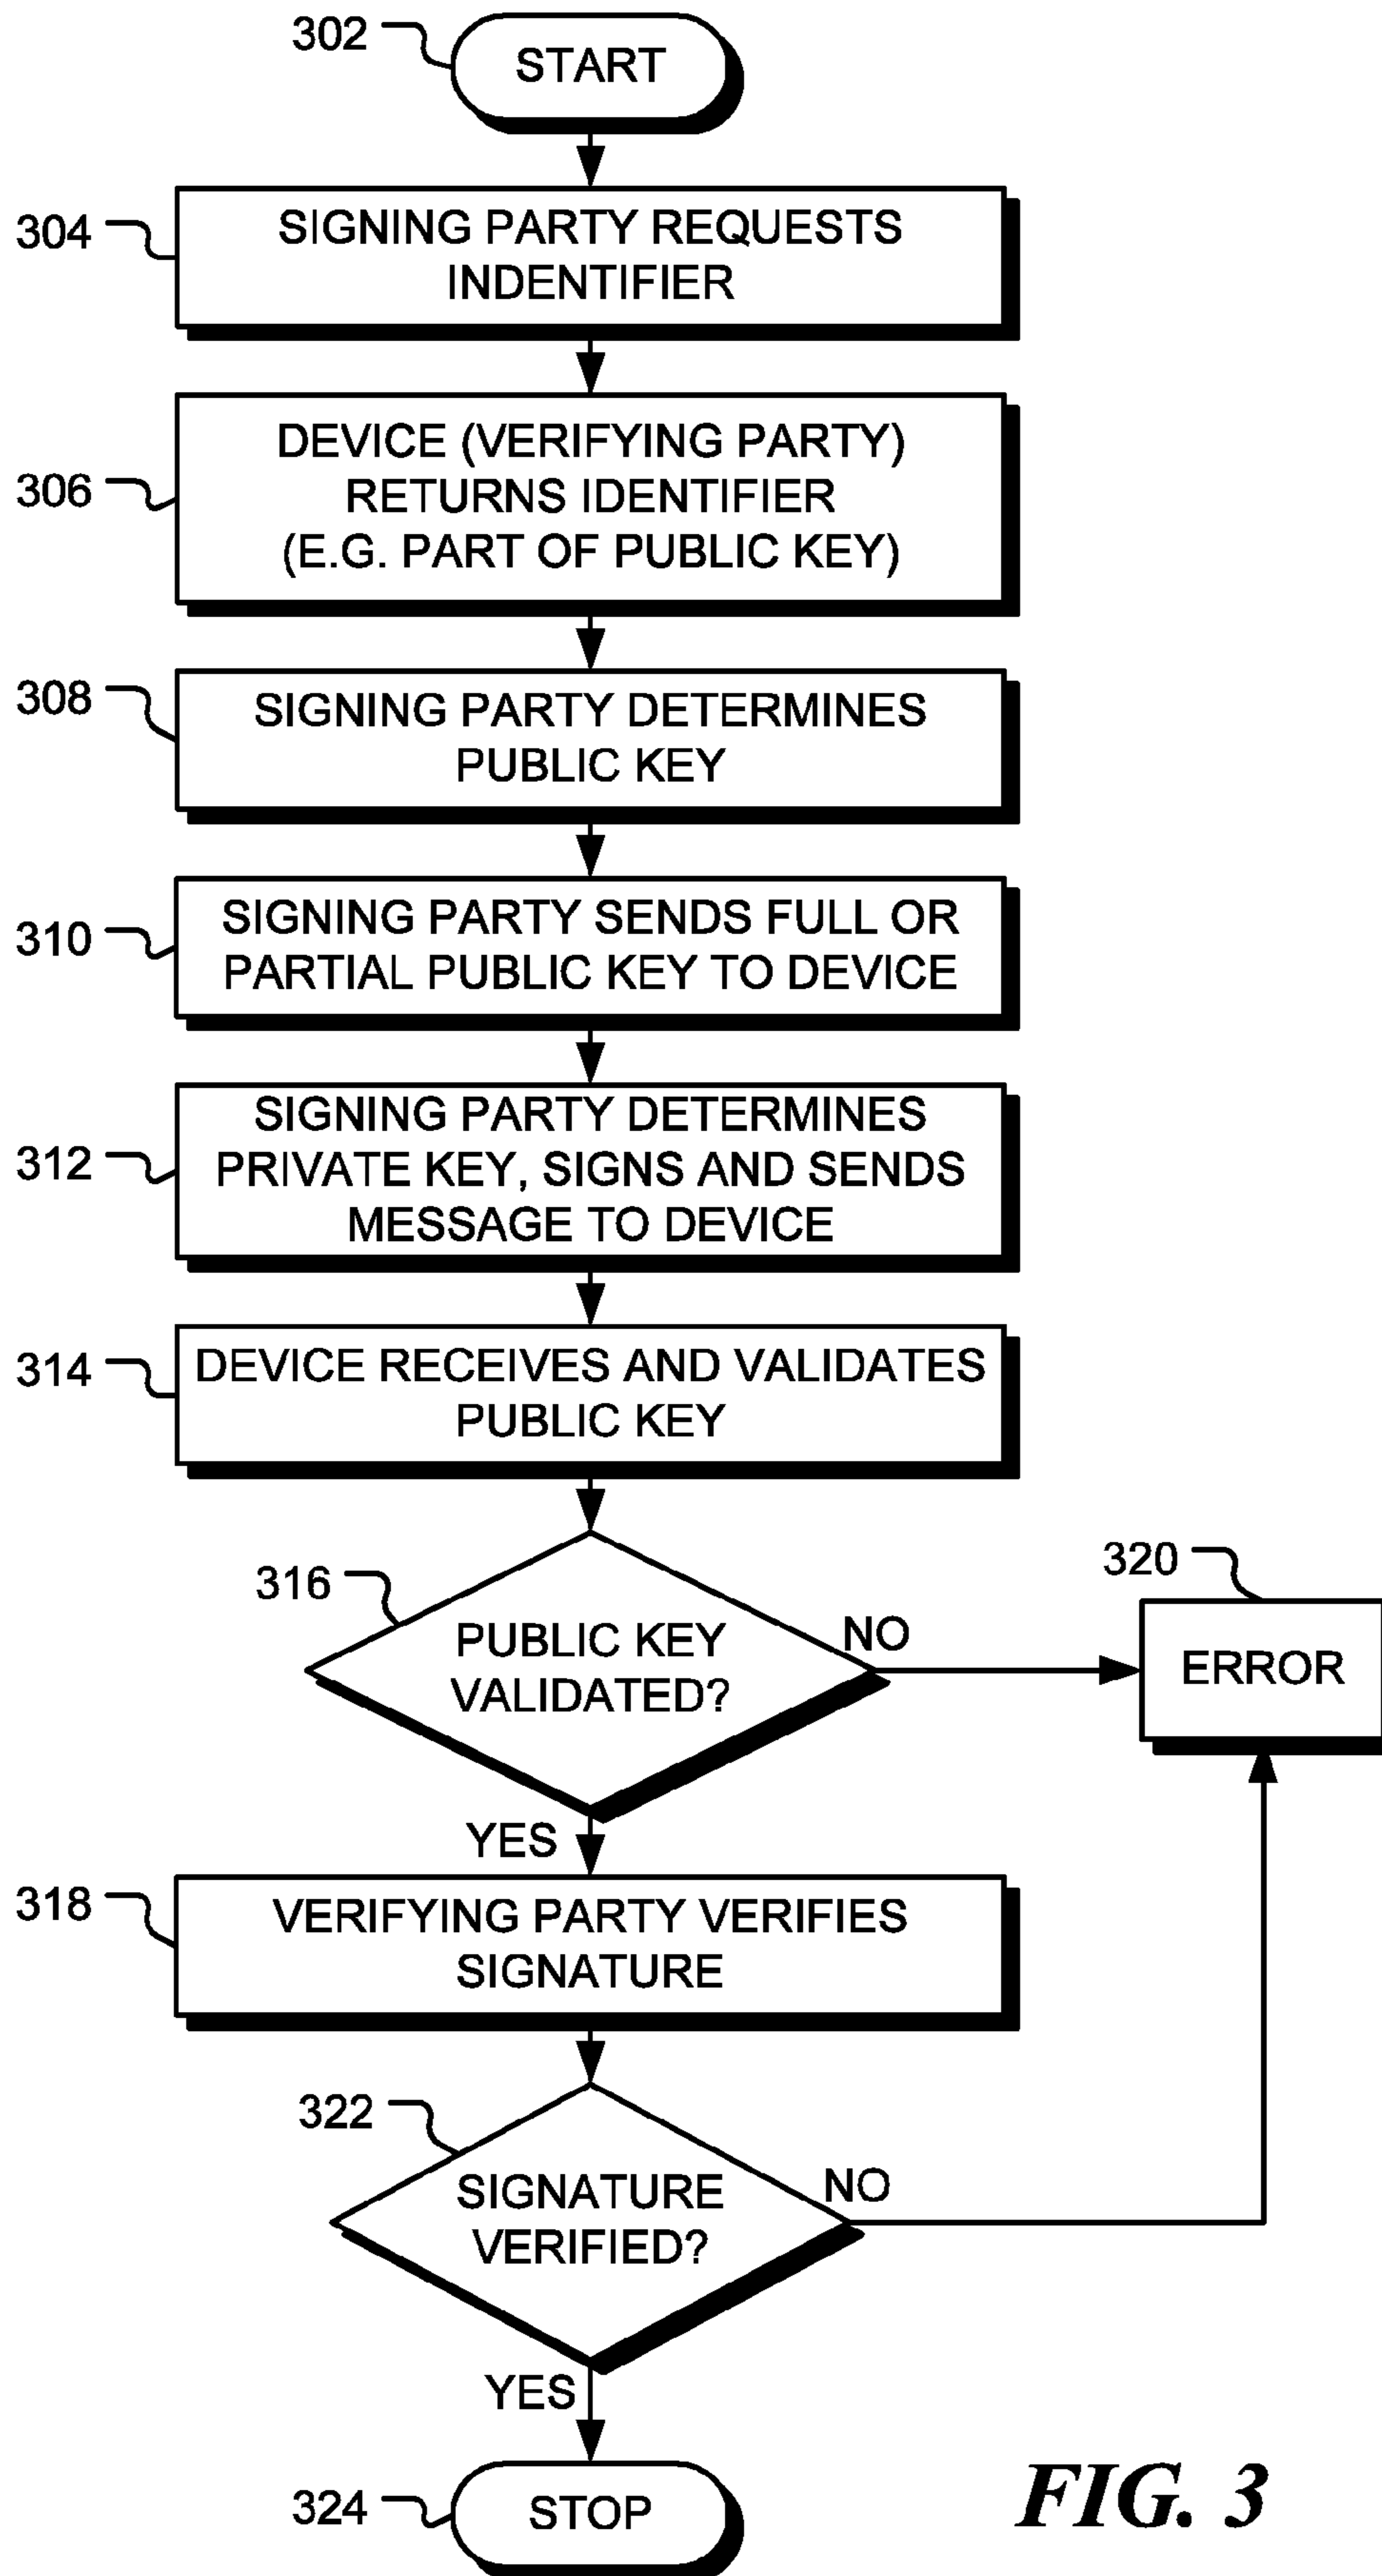 302
START
304
SIGNING PARTY REQUESTS
INDENTIFIER
306
DEVICE (VERIFYING PARTY)
RETURNS IDENTIFIER
(E.G. PART OF PUBLIC KEY)
308
SIGNING PARTY DETERMINES
PUBLIC KEY
310
SIGNING PARTY SENDS FULL OR
PARTIAL PUBLIC KEY TO DEVICE
312
SIGNING PARTY DETERMINES
PRIVATE KEY, SIGNS AND SENDS
MESSAGE TO DEVICE
314
DEVICE RECEIVES AND VALIDATES
PUBLIC KEY
316
PUBLIC KEY
VALIDATED?
NO
320
ERROR
YES
318
VERIFYING PARTY VERIFIES
SIGNATURE
322
SIGNATURE
VERIFIED?
NO
YES
324
STOP
FIG. 3